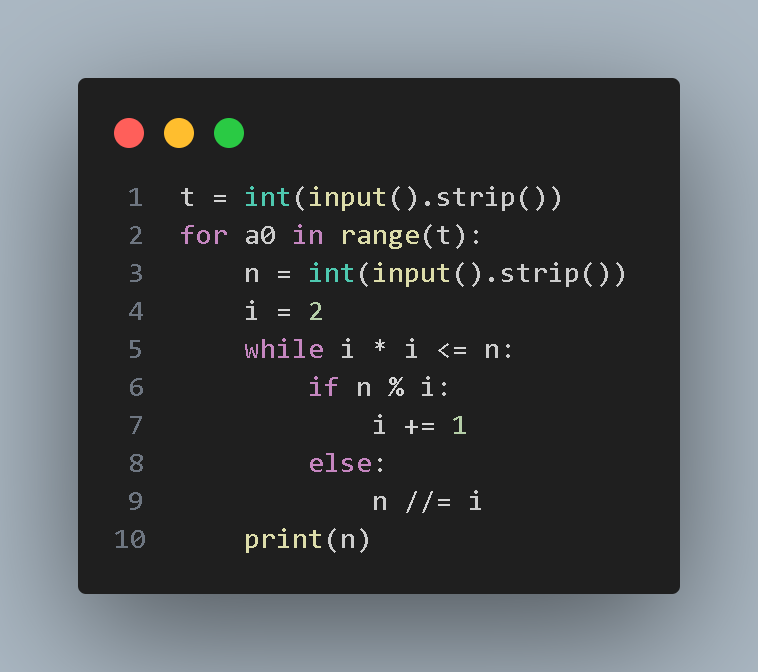 1 t = int(input().strip())
2 for a0 in range(t):
3     n = int(input().strip())
4     i = 2
5     while i * i <= n:
6         if n % i:
7             i += 1
8         else:
9             n //= i
10     print(n)